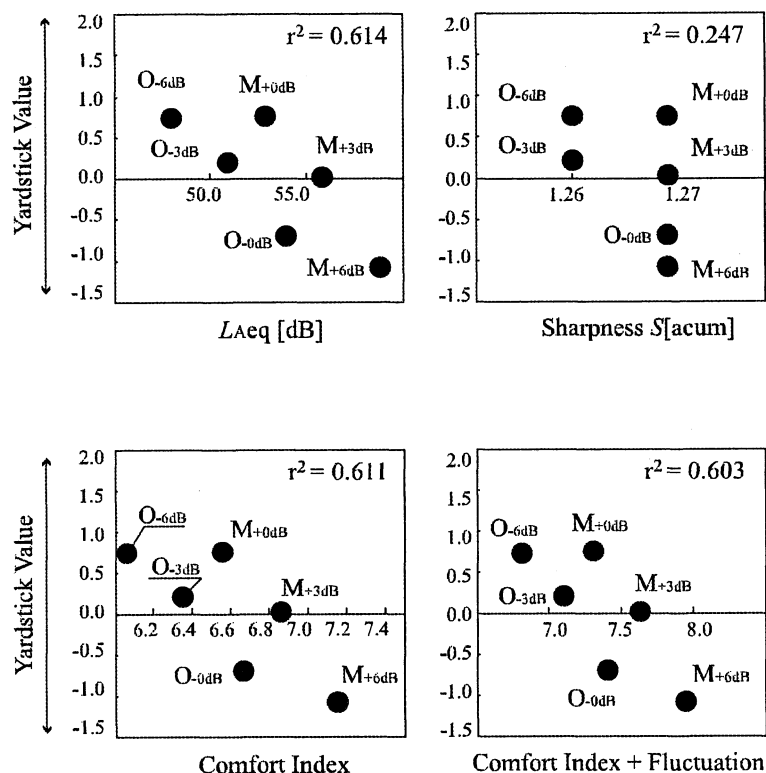 Yardstick Value
2.0
1.5
1.0
0.5
0.0
-0.5
-1.0
-1.5
r² = 0.614
O-6dB
M+0dB
O-3dB
M+3dB
50.0 55.0
O-0dB
M+6dB
LAeq [dB]
2.0
1.5
1.0
0.5
0.0
-0.5
-1.0
-1.5
r² = 0.247
O-6dB
M+0dB
O-3dB
M+3dB
1.26 1.27
O-0dB
M+6dB
Sharpness S[acum]
Yardstick Value
2.0
1.5
1.0
0.5
0.0
-0.5
-1.0
-1.5
r² = 0.611
O-6dB
M+0dB
O-3dB
M+3dB
6.2 6.4 6.6 6.8 7.0 7.2 7.4
O-0dB
M+6dB
Comfort Index
2.0
1.5
1.0
0.5
0.0
-0.5
-1.0
-1.5
r² = 0.603
O-6dB
M+0dB
O-3dB
M+3dB
7.0 7.5 8.0
O-0dB
M+6dB
Comfort Index + Fluctuation